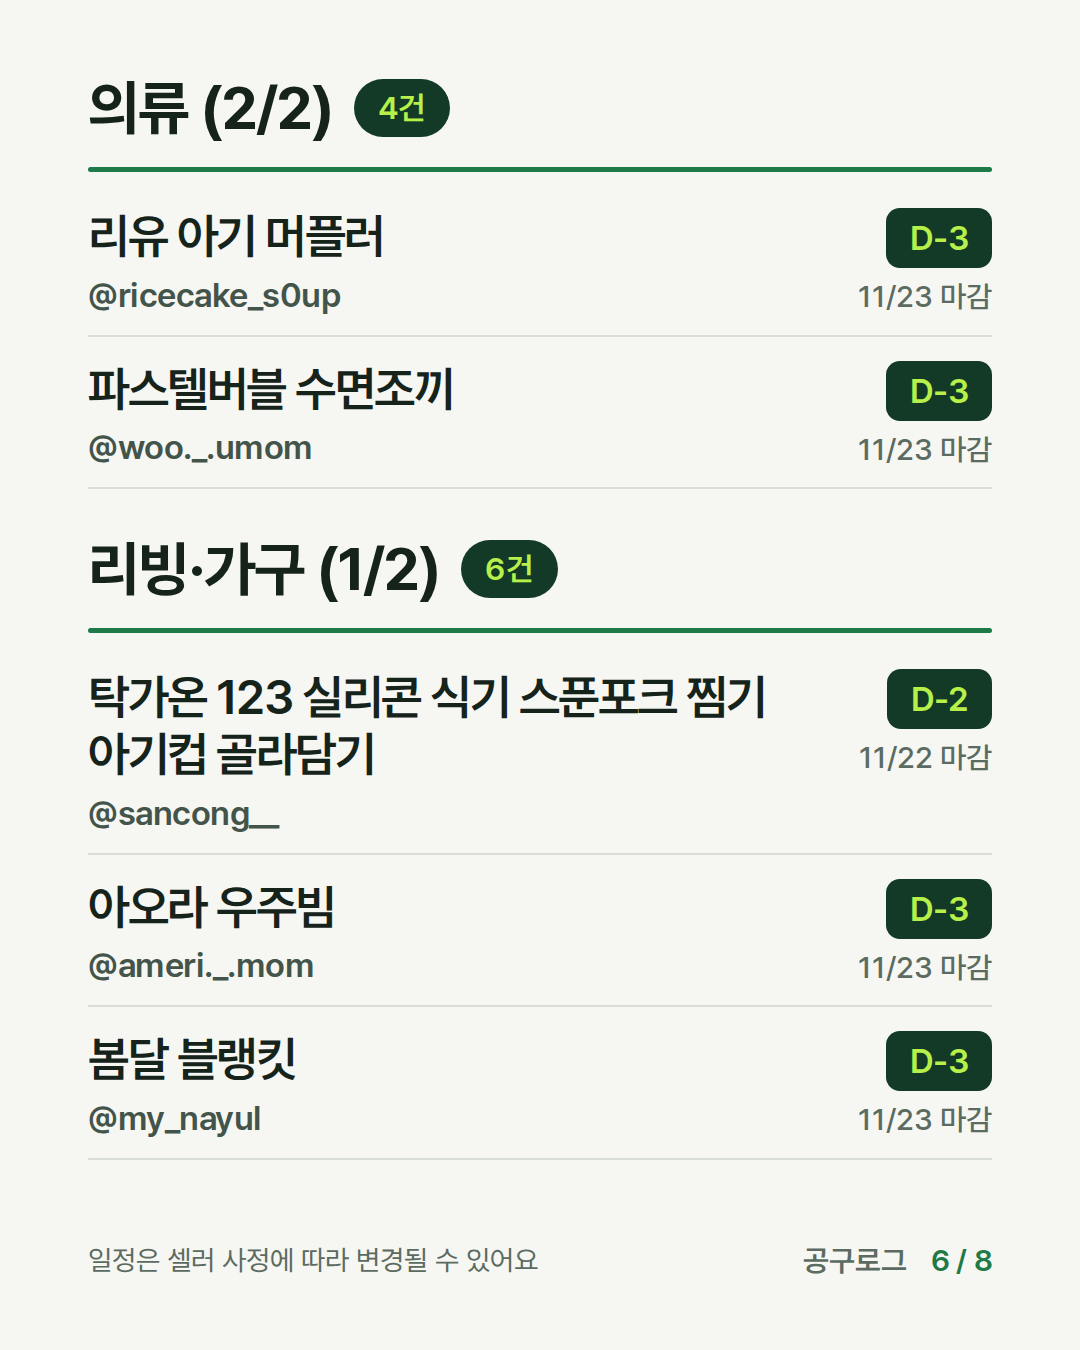 의류 (2/2) 4건
리유 아기 머플러 D-3
@ricecake_s0up 11/23 마감
파스텔버블 수면조끼 D-3
@woo._.umom 11/23 마감
리빙·가구 (1/2) 6건
탁가온 123 실리콘 식기 스푼포크 찜기 D-2
아기컵 골라담기 11/22 마감
@sancong__
아오라 우주빔 D-3
@ameri._.mom 11/23 마감
봄달 블랭킷 D-3
@my_nayul 11/23 마감
일정은 셀러 사정에 따라 변경될 수 있어요 공구로그 6 / 8